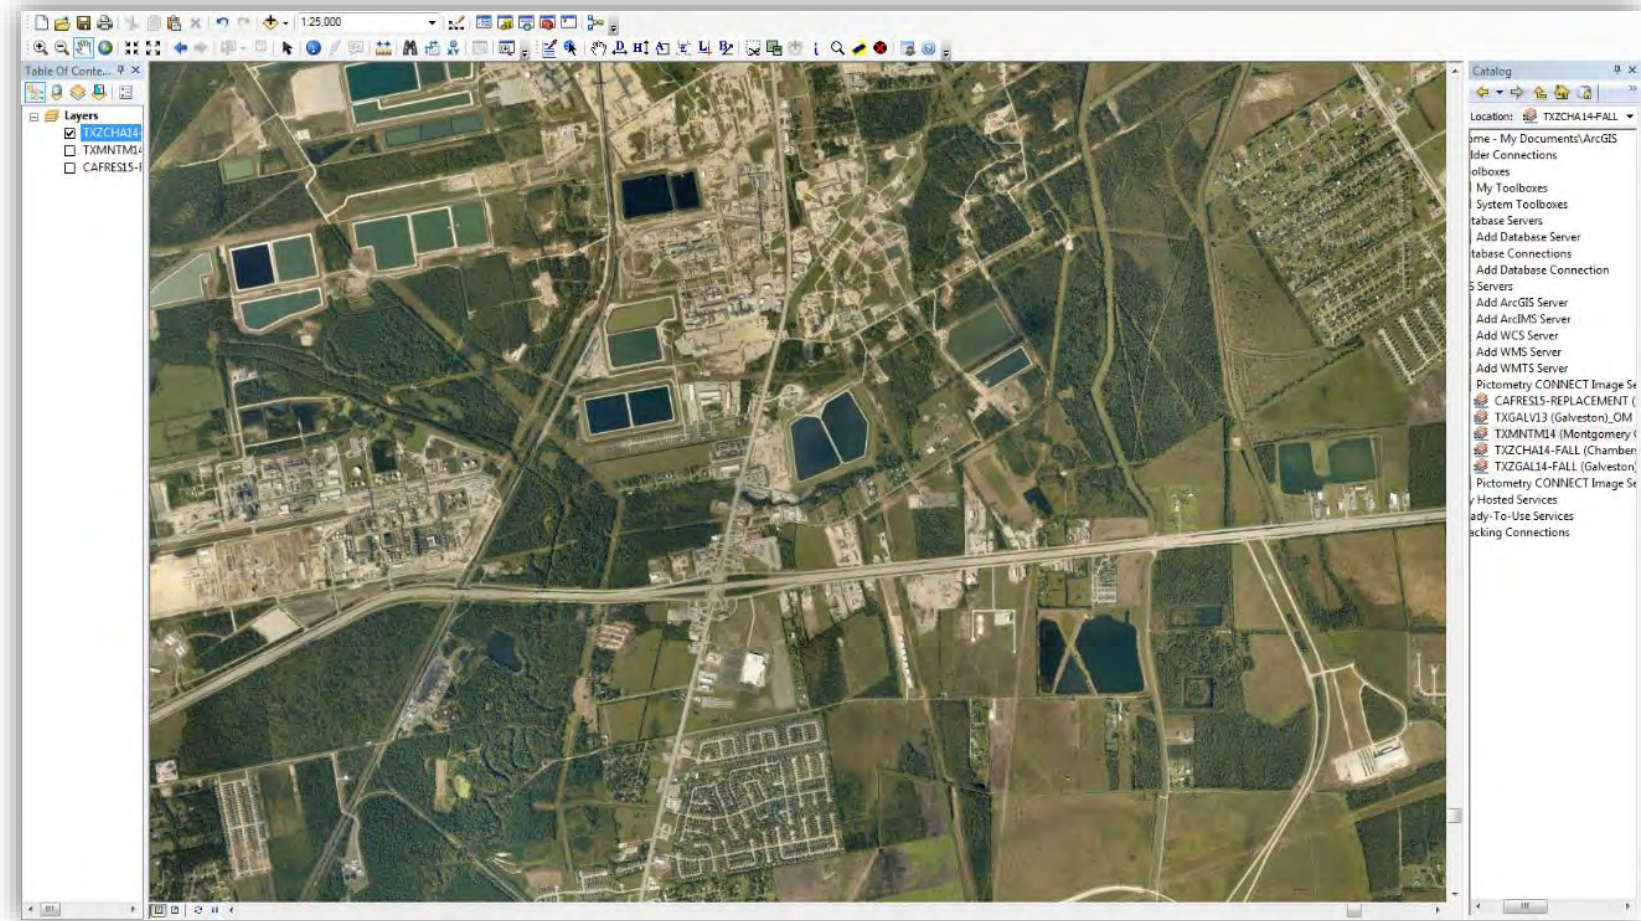 1:25,000
Table Of Conte...
Layers
TXZCHA14-
TXMNTM14
CAFRES15-F
Catalog
Location: TXZCHA14-FALL
ome - My Documents\ArcGIS
lder Connections
olboxes
My Toolboxes
System Toolboxes
tabase Servers
Add Database Server
tabase Connections
Add Database Connection
S Servers
Add ArcGIS Server
Add ArcIMS Server
Add WCS Server
Add WMS Server
Add WMTS Server
Pictometry CONNECT Image Se
CAFRES15-REPLACEMENT (
TXGALV13 (Galveston)_OM
TXMNTM14 (Montgomery
TXZCHA14-FALL (Chambers
TXZGAL14-FALL (Galveston)
Pictometry CONNECT Image Se
y Hosted Services
ady-To-Use Services
acking Connections